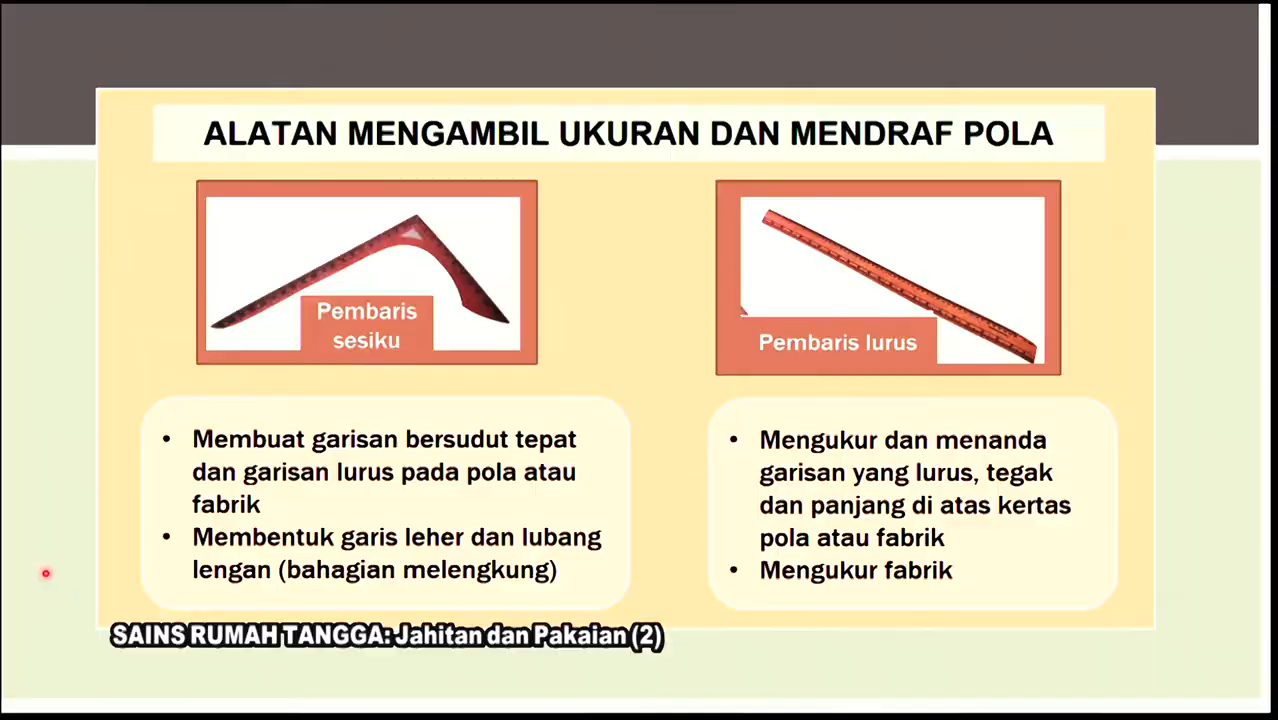 ALATAN MENGAMBIL UKURAN DAN MENDRAF POLA
Pembaris
sesiku
Pembaris lurus
• Membuat garisan bersudut tepat
dan garisan lurus pada pola atau
fabrik
• Membentuk garis leher dan lubang
lengan (bahagian melengkung)
• Mengukur dan menanda
garisan yang lurus, tegak
dan panjang di atas kertas
pola atau fabrik
• Mengukur fabrik
SAINS RUMAH TANGGA: Jahitan dan Pakaian (2)